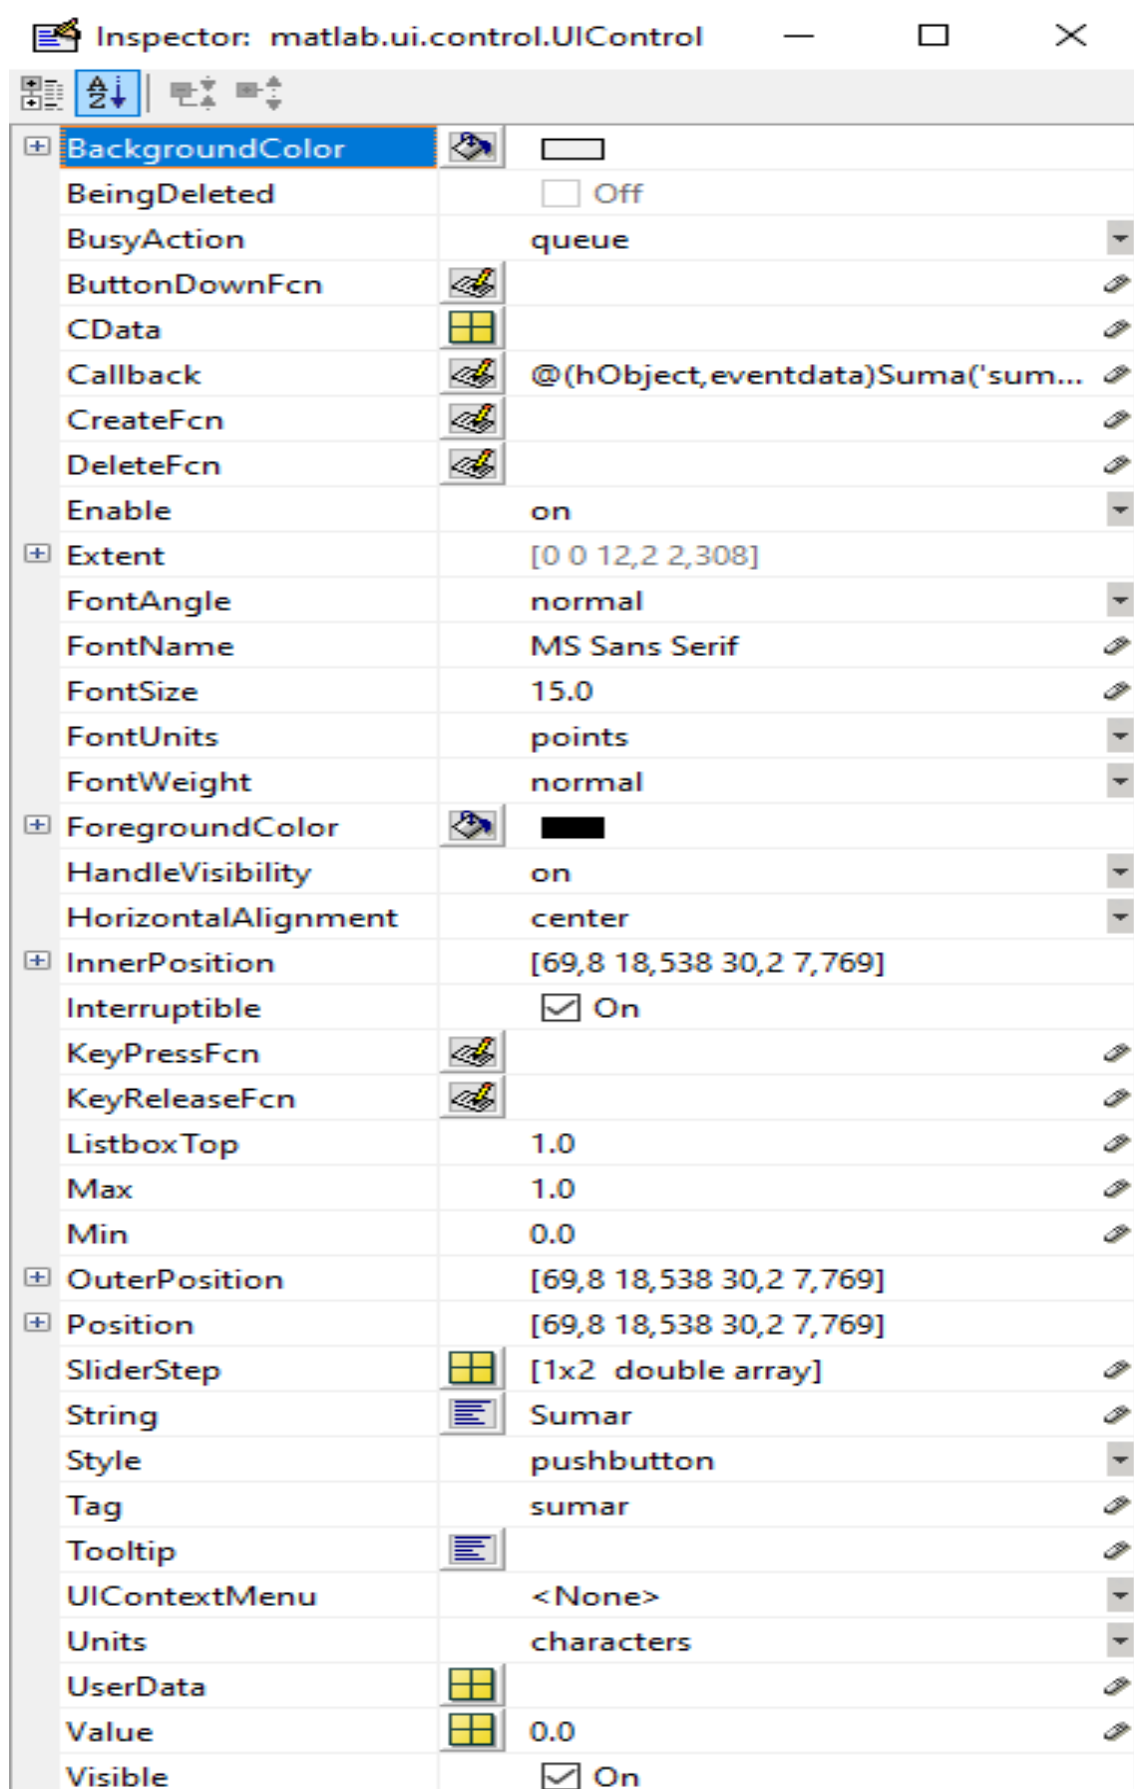 Inspector: matlab.ui.control.UIControl
BackgroundColor
BeingDeleted Off
BusyAction queue
ButtonDownFcn
CData
Callback @(hObject,eventdata)Suma('sum...
CreateFcn
DeleteFcn
Enable on
Extent [0 0 12,2 2,308]
FontAngle normal
FontName MS Sans Serif
FontSize 15.0
FontUnits points
FontWeight normal
ForegroundColor
HandleVisibility on
HorizontalAlignment center
InnerPosition [69,8 18,538 30,2 7,769]
Interruptible On
KeyPressFcn
KeyReleaseFcn
ListboxTop 1.0
Max 1.0
Min 0.0
OuterPosition [69,8 18,538 30,2 7,769]
Position [69,8 18,538 30,2 7,769]
SliderStep [1x2 double array]
String Sumar
Style pushbutton
Tag sumar
Tooltip
UIContextMenu <None>
Units characters
UserData
Value 0.0
Visible On